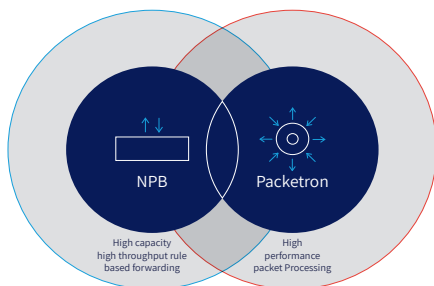 NPB
Packetron
High capacity
high throughput rule
based forwarding
High
performance
packet Processing